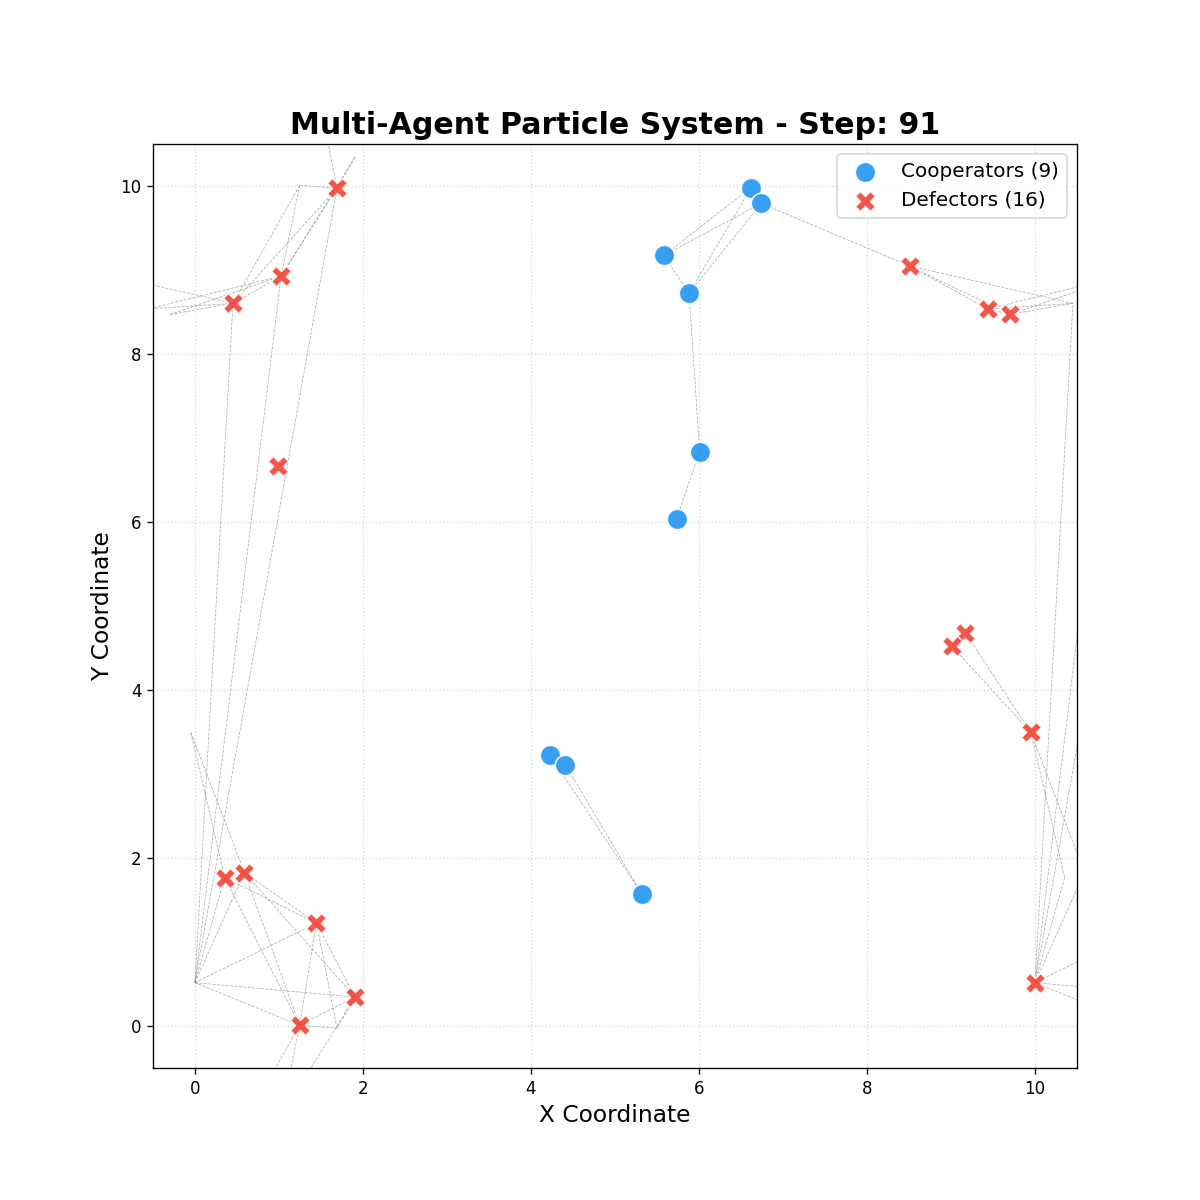 Multi-Agent Particle System - Step: 91
Cooperators (9)
Defectors (16)
Y Coordinate
10
8
6
4
2
0
0 2 4 6 8 10
X Coordinate